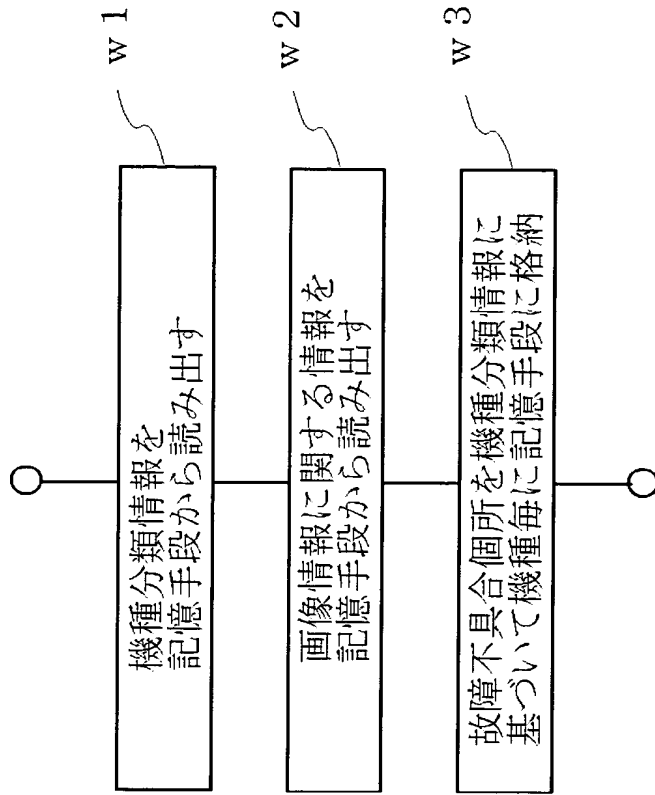 機種分類情報を
記憶手段から読み出す
w 1
画像情報に関する情報を
記憶手段から読み出す
w 2
故障不具合個所を機種分類情報に
基づいて機種毎に記憶手段に格納
w 3